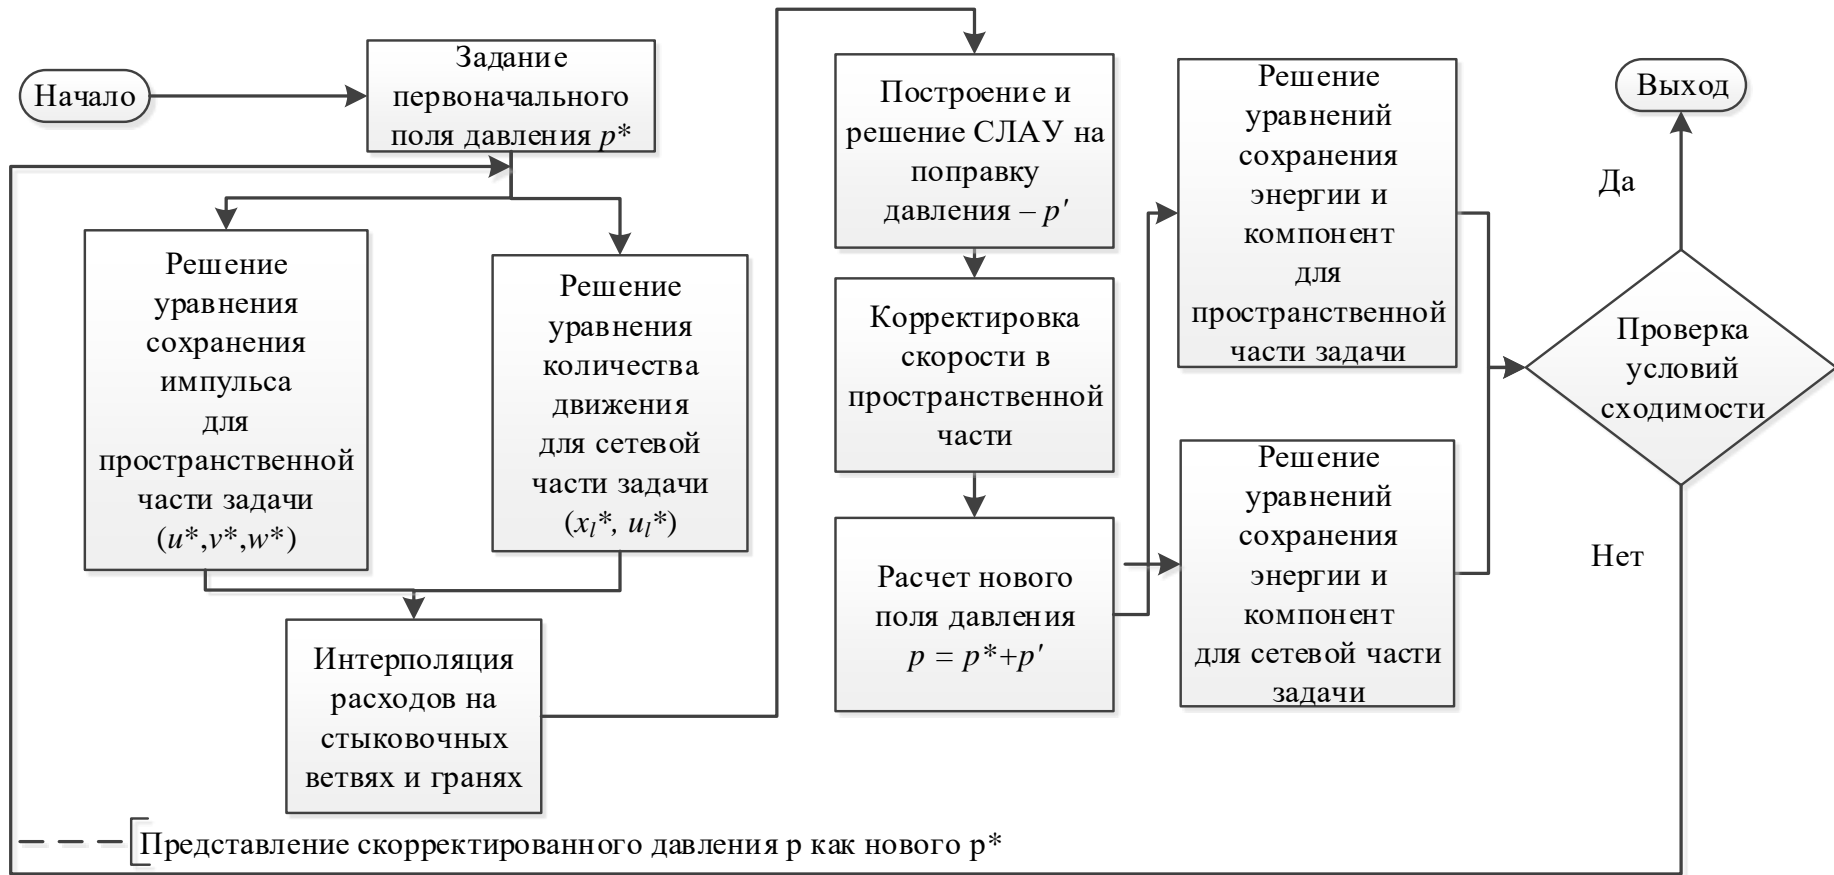 Начало
Задание
первоначального
поля давления p*
Решение
уравнения
сохранения
импульса
для
пространственной
части задачи
(u*,v*,w*)
Решение
уравнения
количества
движения
для сетевой
части задачи
(xl*, ul*)
Интерполяция
расходов на
стыковочных
ветвях и гранях
Построение и
решение СЛАУ на
поправку
давления – p'
Корректировка
скорости в
пространственной
части
Расчет нового
поля давления
p = p*+p'
Решение
уравнений
сохранения
энергии и
компонент
для
пространственной
части задачи
Решение
уравнений
сохранения
энергии и
компонент
для сетевой части
задачи
Проверка
условий
сходимости
Да
Выход
Нет
Представление скорректированного давления p как нового p*